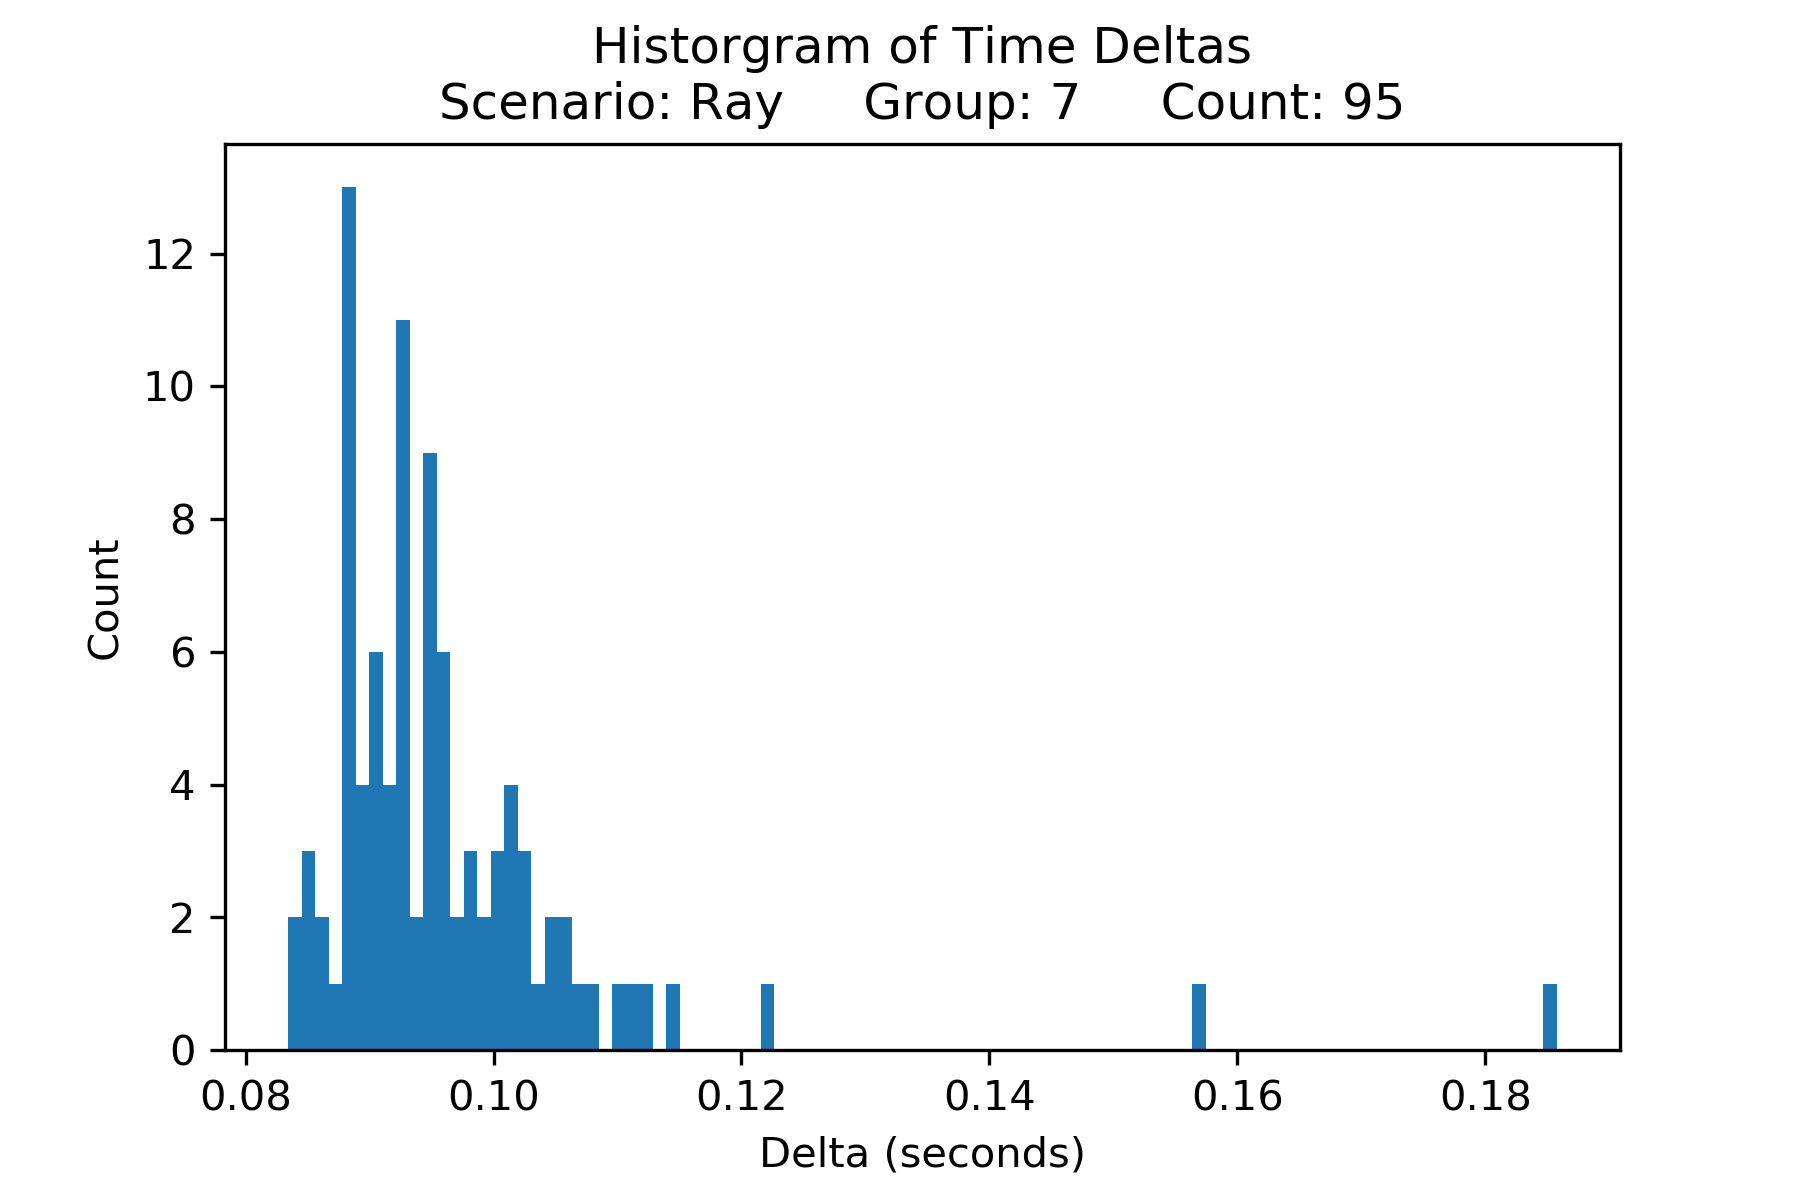 Historgram of Time Deltas
Scenario: Ray Group: 7 Count: 95
12
10
8
6
4
2
0
Count
0.08 0.10 0.12 0.14 0.16 0.18
Delta (seconds)